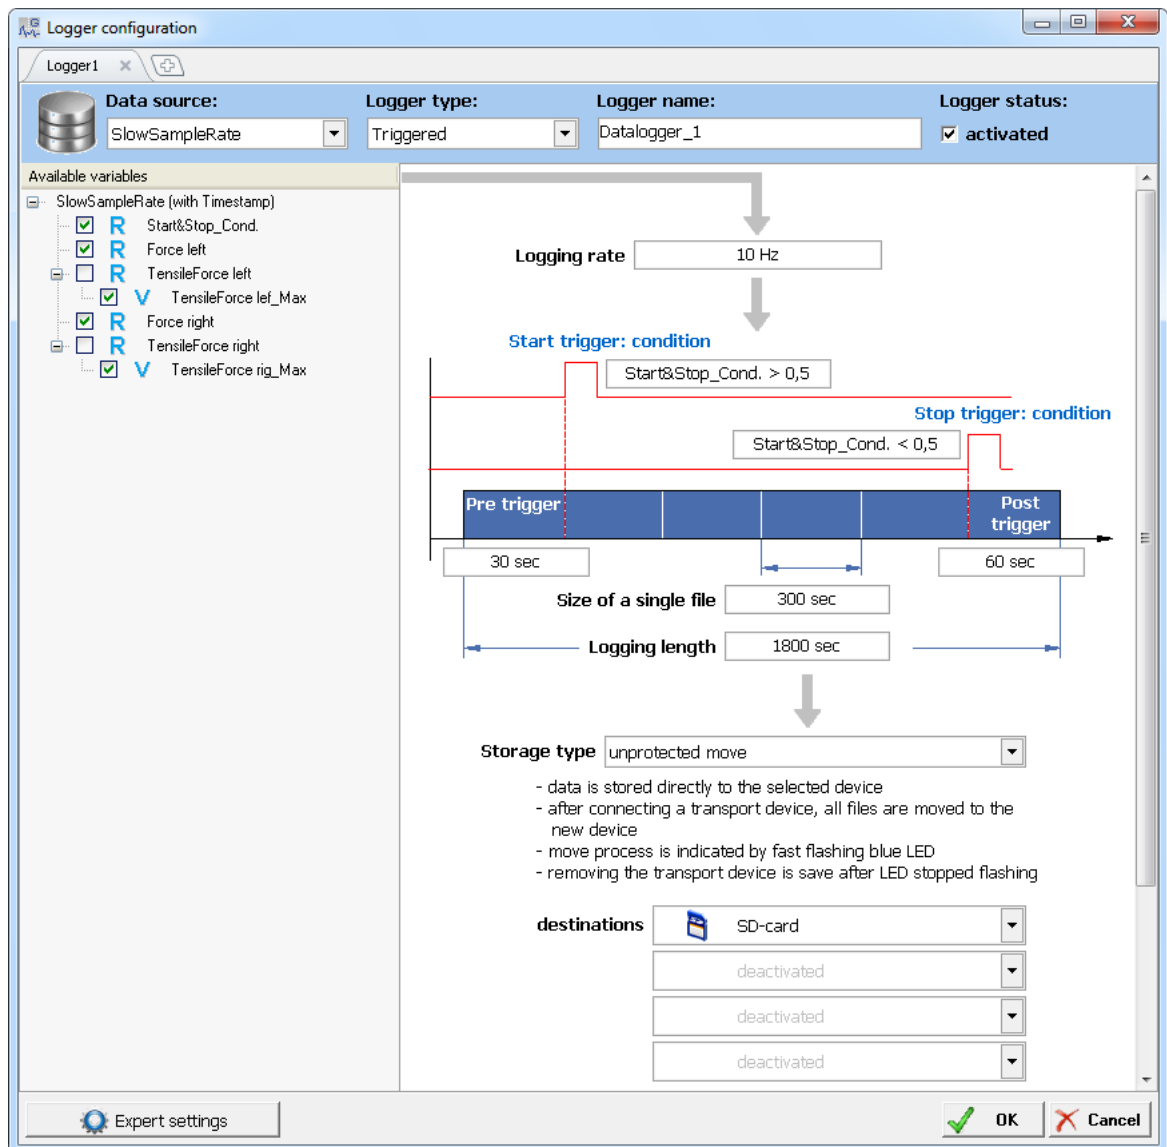 Logger configuration
Logger1
Data source:
Logger type:
Logger name:
Logger status:
SlowSampleRate
Triggered
Datalogger_1
activated
Available variables
SlowSampleRate (with Timestamp)
R Start&Stop_Cond.
R Force left
R TensileForce left
V TensileForce lef_Max
R Force right
R TensileForce right
V TensileForce rig_Max
Logging rate 10 Hz
Start trigger: condition
Start&Stop_Cond. > 0,5
Stop trigger: condition
Start&Stop_Cond. < 0,5
Pre trigger
Post
trigger
30 sec
60 sec
Size of a single file 300 sec
Logging length 1800 sec
Storage type unprotected move
- data is stored directly to the selected device
- after connecting a transport device, all files are moved to the
new device
- move process is indicated by fast flashing blue LED
- removing the transport device is save after LED stopped flashing
destinations SD-card
deactivated
deactivated
deactivated
Expert settings
OK
Cancel